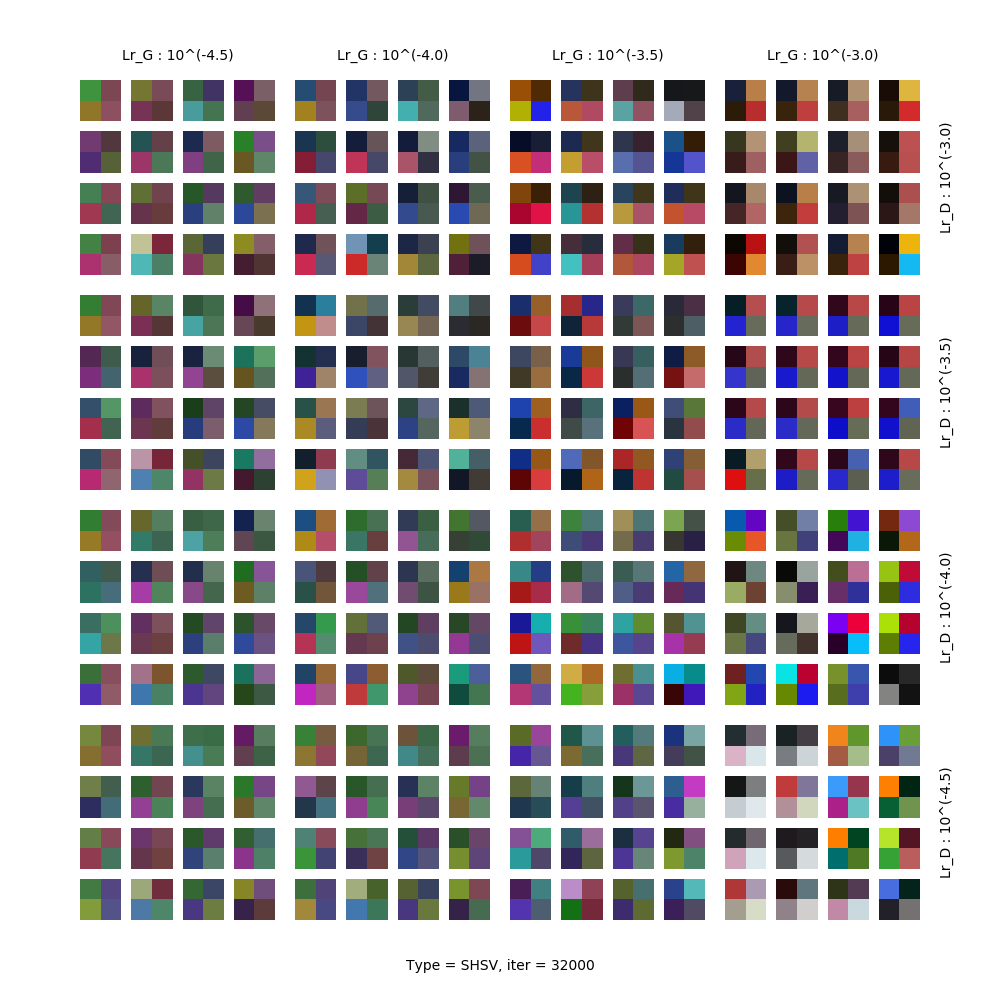 Lr_G : 10^(-4.5)
Lr_G : 10^(-4.0)
Lr_G : 10^(-3.5)
Lr_G : 10^(-3.0)
Lr_D : 10^(-3.0)
Lr_D : 10^(-3.5)
Lr_D : 10^(-4.0)
Lr_D : 10^(-4.5)
Type = SHSV, iter = 32000